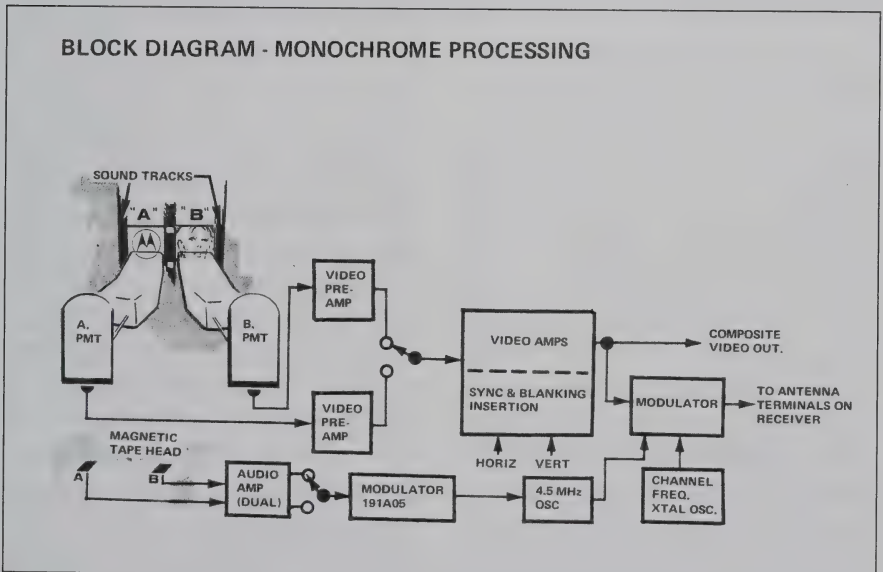 BLOCK DIAGRAM - MONOCHROME PROCESSING
SOUND TRACKS
"A" "B"
A.
PMT
B.
PMT
VIDEO
PRE-
AMP
VIDEO
PRE-
AMP
VIDEO AMPS
SYNC & BLANKING
INSERTION
HORIZ VERT
COMPOSITE
VIDEO OUT.
MODULATOR
TO ANTENNA
TERMINALS ON
RECEIVER
MAGNETIC
TAPE HEAD
A
B
AUDIO
AMP
(DUAL)
MODULATOR
191A05
4.5 MHz
OSC
CHANNEL
FREQ.
XTAL OSC.